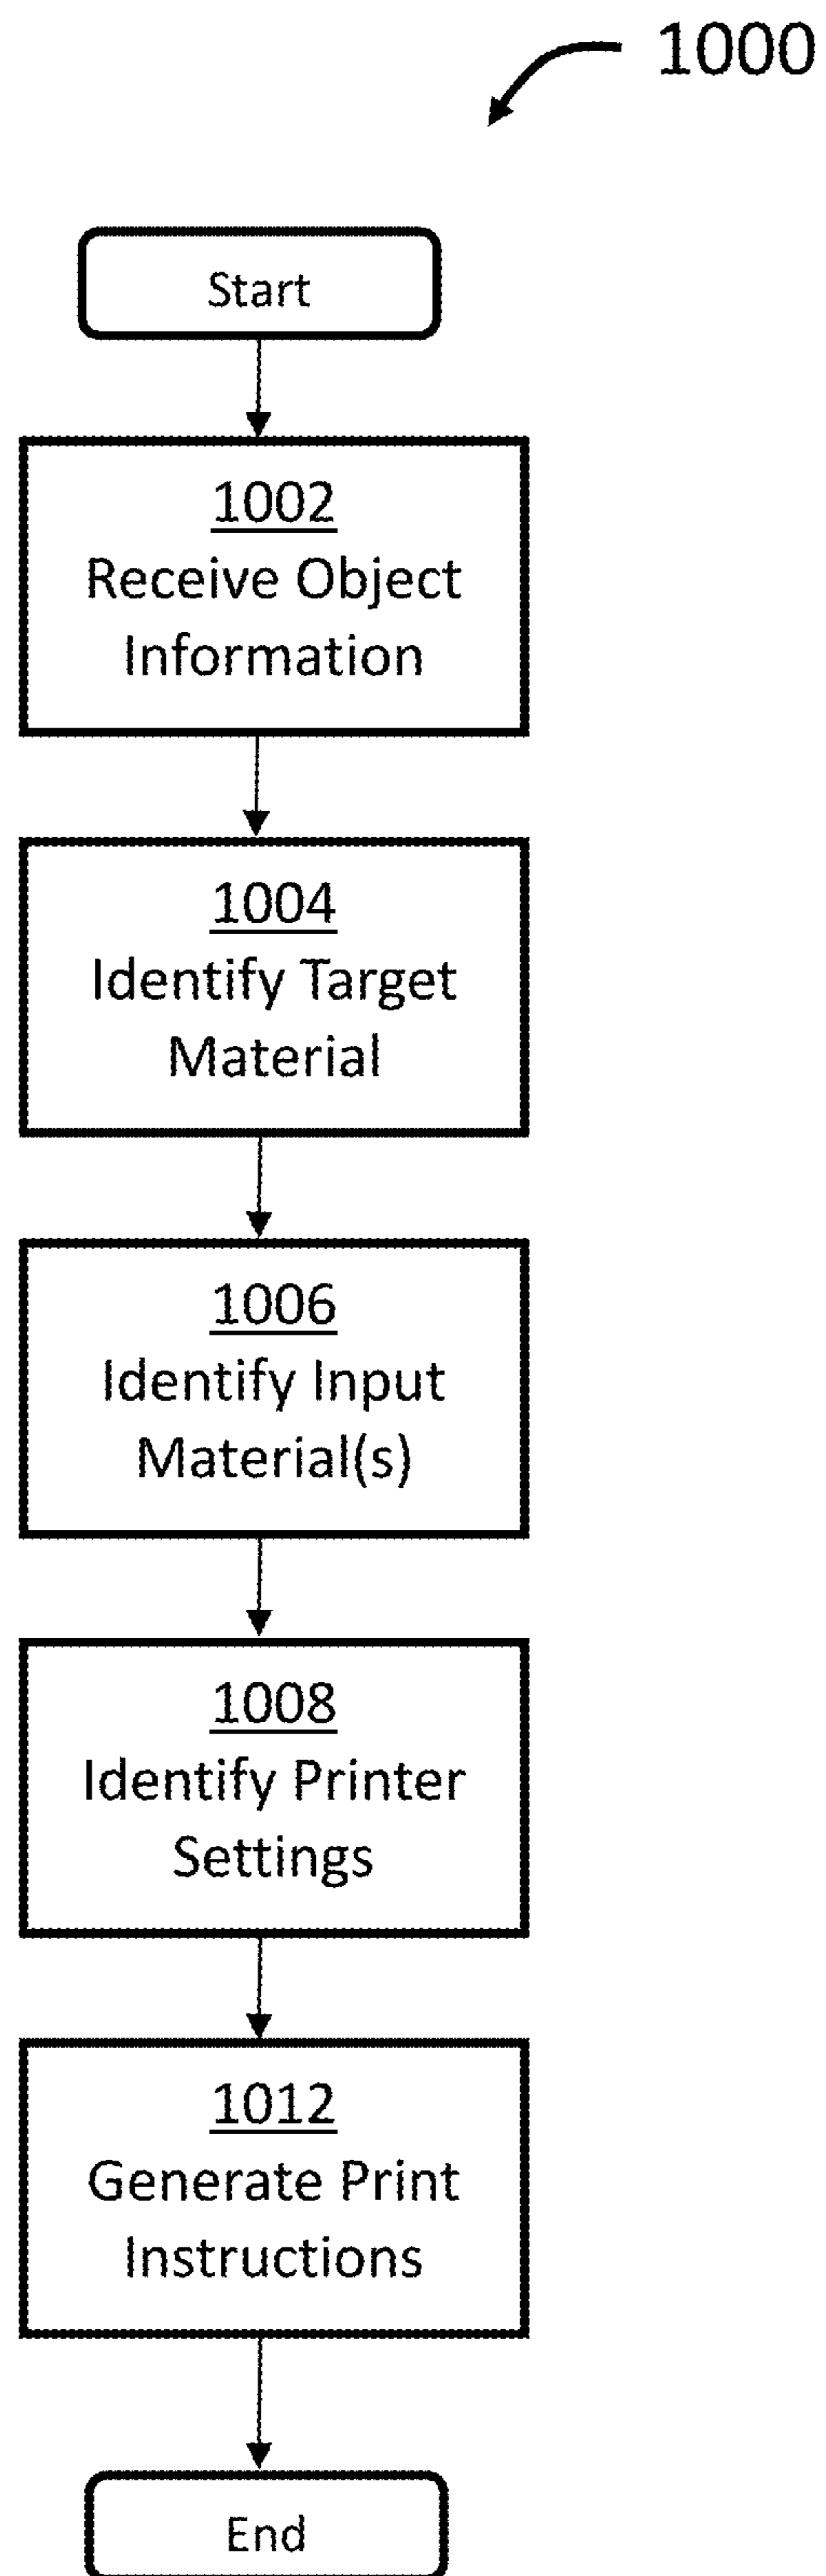 1000
Start
1002
Receive Object
Information
1004
Identify Target
Material
1006
Identify Input
Material(s)
1008
Identify Printer
Settings
1012
Generate Print
Instructions
End